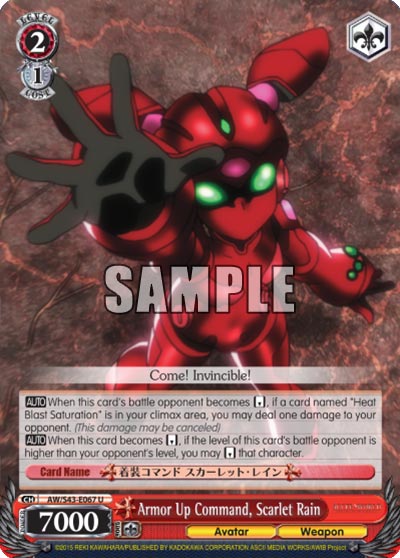 LEVEL
2
1
COST
SAMPLE
Come! Invincible!
AUTO When this card's battle opponent becomes [ ], if a card named "Heat
Blast Saturation" is in your climax area, you may deal one damage to your
opponent. (This damage may be canceled)
AUTO When this card becomes [ ], if the level of this card's battle opponent
is higher than your opponent's level, you may [ ] that character.
Card Name 着装コマンド スカーレット・レイン
CH AW/S43-E067 U
POWER 7000
Armor Up Command, Scarlet Rain
Avatar Weapon
©2015 REKI KAWAHARA/PUBLISHED BY KADOKAWA CORPORATION ASCII MEDIA WORKS/AWIB Project